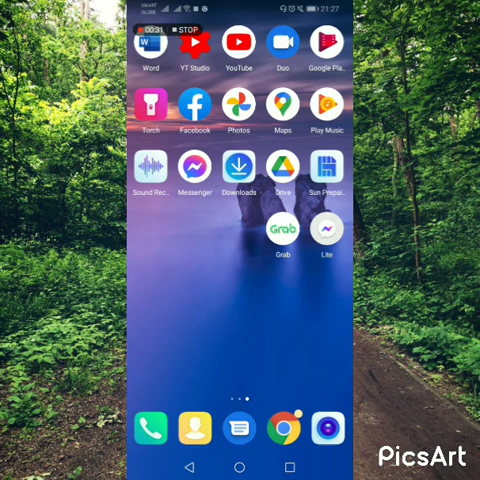 SMART
GLOBE
21:27
00:31 STOP
W
Word
YT Studio
YouTube
Duo
Google Pla..
Torch
Facebook
Photos
Maps
Play Music
Sound Rec..
Messenger
Downloads
Drive
Sun Prepai..
Grab
Grab
Lite
PicsArt